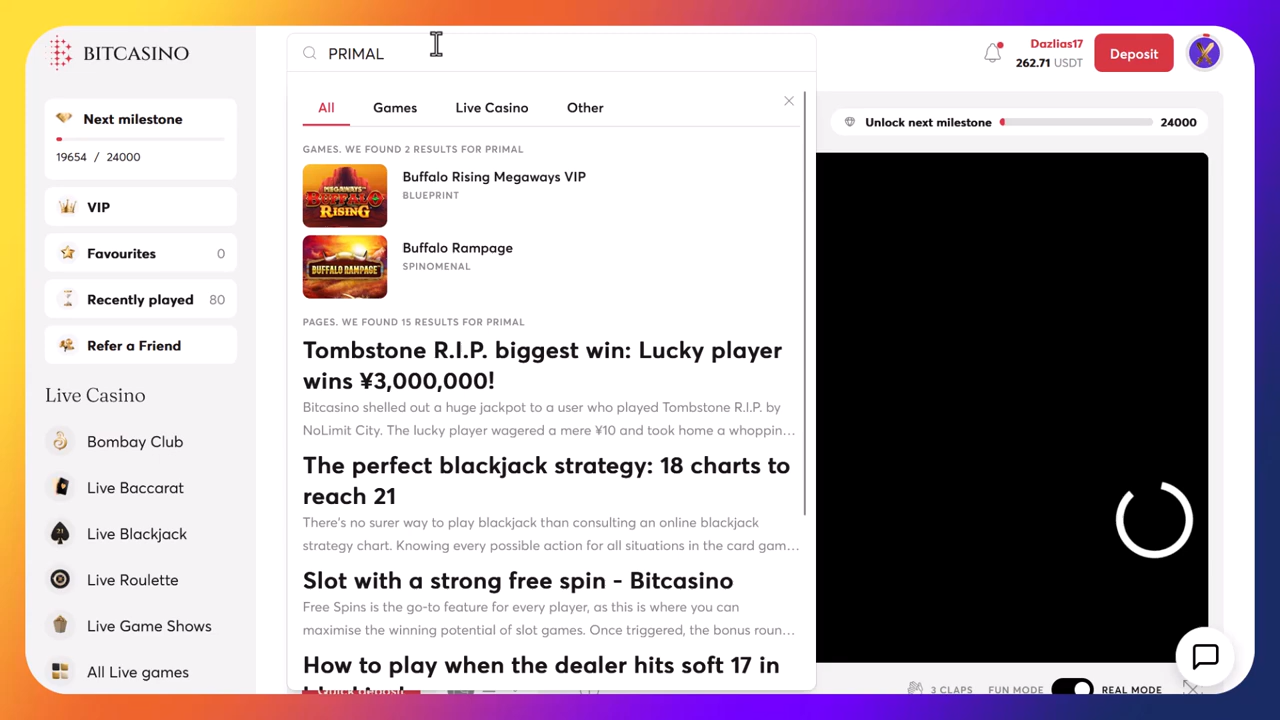 BITCASINO
PRIMAL
Dazlias17
262.71 USDT
Deposit
Next milestone
19654 / 24000
VIP
Favourites 0
Recently played 80
Refer a Friend
Live Casino
Bombay Club
Live Baccarat
Live Blackjack
Live Roulette
Live Game Shows
All Live games
All Games Live Casino Other
GAMES. WE FOUND 2 RESULTS FOR PRIMAL
MEGAWAYS
BUFFALO
RISING
Buffalo Rising Megaways VIP
BLUEPRINT
BUFFALO RAMPAGE
Buffalo Rampage
SPINOMENAL
PAGES. WE FOUND 15 RESULTS FOR PRIMAL
Tombstone R.I.P. biggest win: Lucky player
wins ¥3,000,000!
Bitcasino shelled out a huge jackpot to a user who played Tombstone R.I.P. by
NoLimit City. The lucky player wagered a mere ¥10 and took home a whoppin…
The perfect blackjack strategy: 18 charts to
reach 21
There's no surer way to play blackjack than consulting an online blackjack
strategy chart. Knowing every possible action for all situations in the card gam…
Slot with a strong free spin - Bitcasino
Free Spins is the go-to feature for every player, as this is where you can
maximise the winning potential of slot games. Once triggered, the bonus roun…
How to play when the dealer hits soft 17 in
Unlock next milestone 24000
3 CLAPS FUN MODE REAL MODE